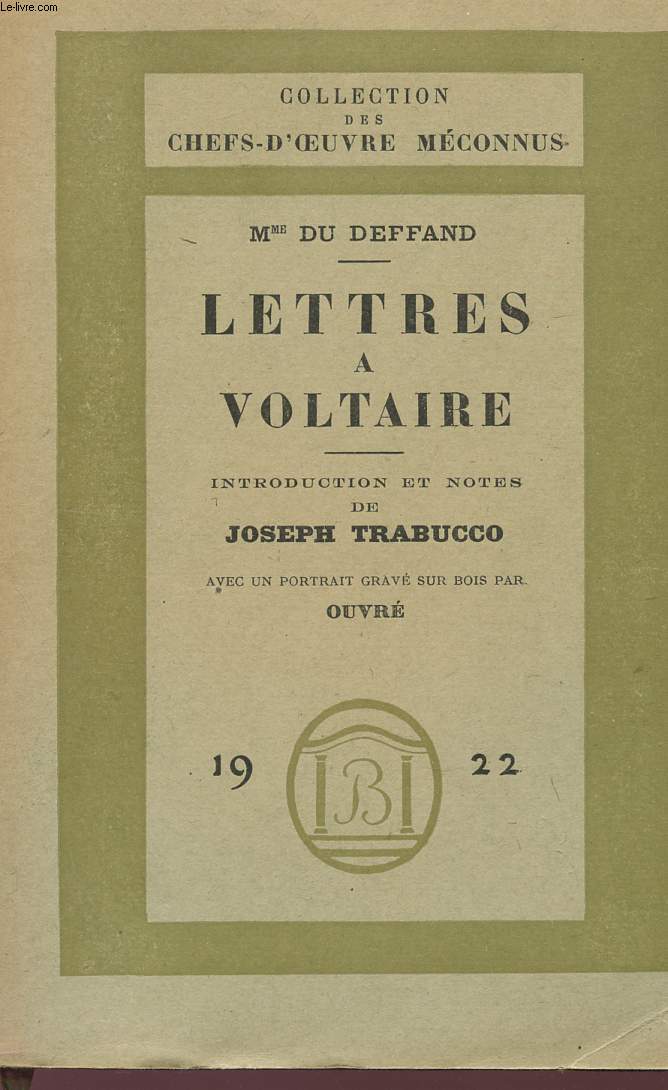 Le-livre.com
COLLECTION
DES
CHEFS-D'ŒUVRE MÉCONNUS
MME DU DEFFAND
LETTRES
A
VOLTAIRE
INTRODUCTION ET NOTES
DE
JOSEPH TRABUCCO
AVEC UN PORTRAIT GRAVÉ SUR BOIS PAR
OUVRÉ
19 B 22